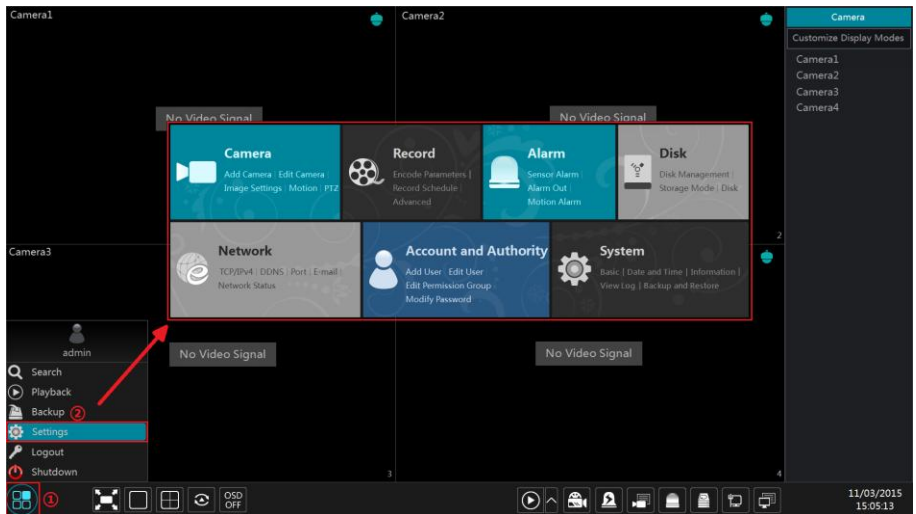 Camera1
Camera2
Camera
Customize Display Modes
Camera1
Camera2
Camera3
Camera4
No Video Signal
No Video Signal
Camera
Add Camera | Edit Camera |
Image Settings | Motion | PTZ
Record
Encode Parameters |
Record Schedule |
Advanced
Alarm
Sensor Alarm |
Alarm Out |
Motion Alarm
Disk
Disk Management |
Storage Mode | Disk
2
Camera3
Network
TCP/IPv4 | DDNS | Port | E-mail |
Network Status
Account and Authority
Add User | Edit User
Edit Permission Group
Modify Password
System
Basic | Date and Time | Information |
View Log | Backup and Restore
admin
No Video Signal
No Video Signal
Search
Playback
Backup ②
Settings
Logout
Shutdown
3
4
①
OSD
OFF
11/03/2015
15:05:13